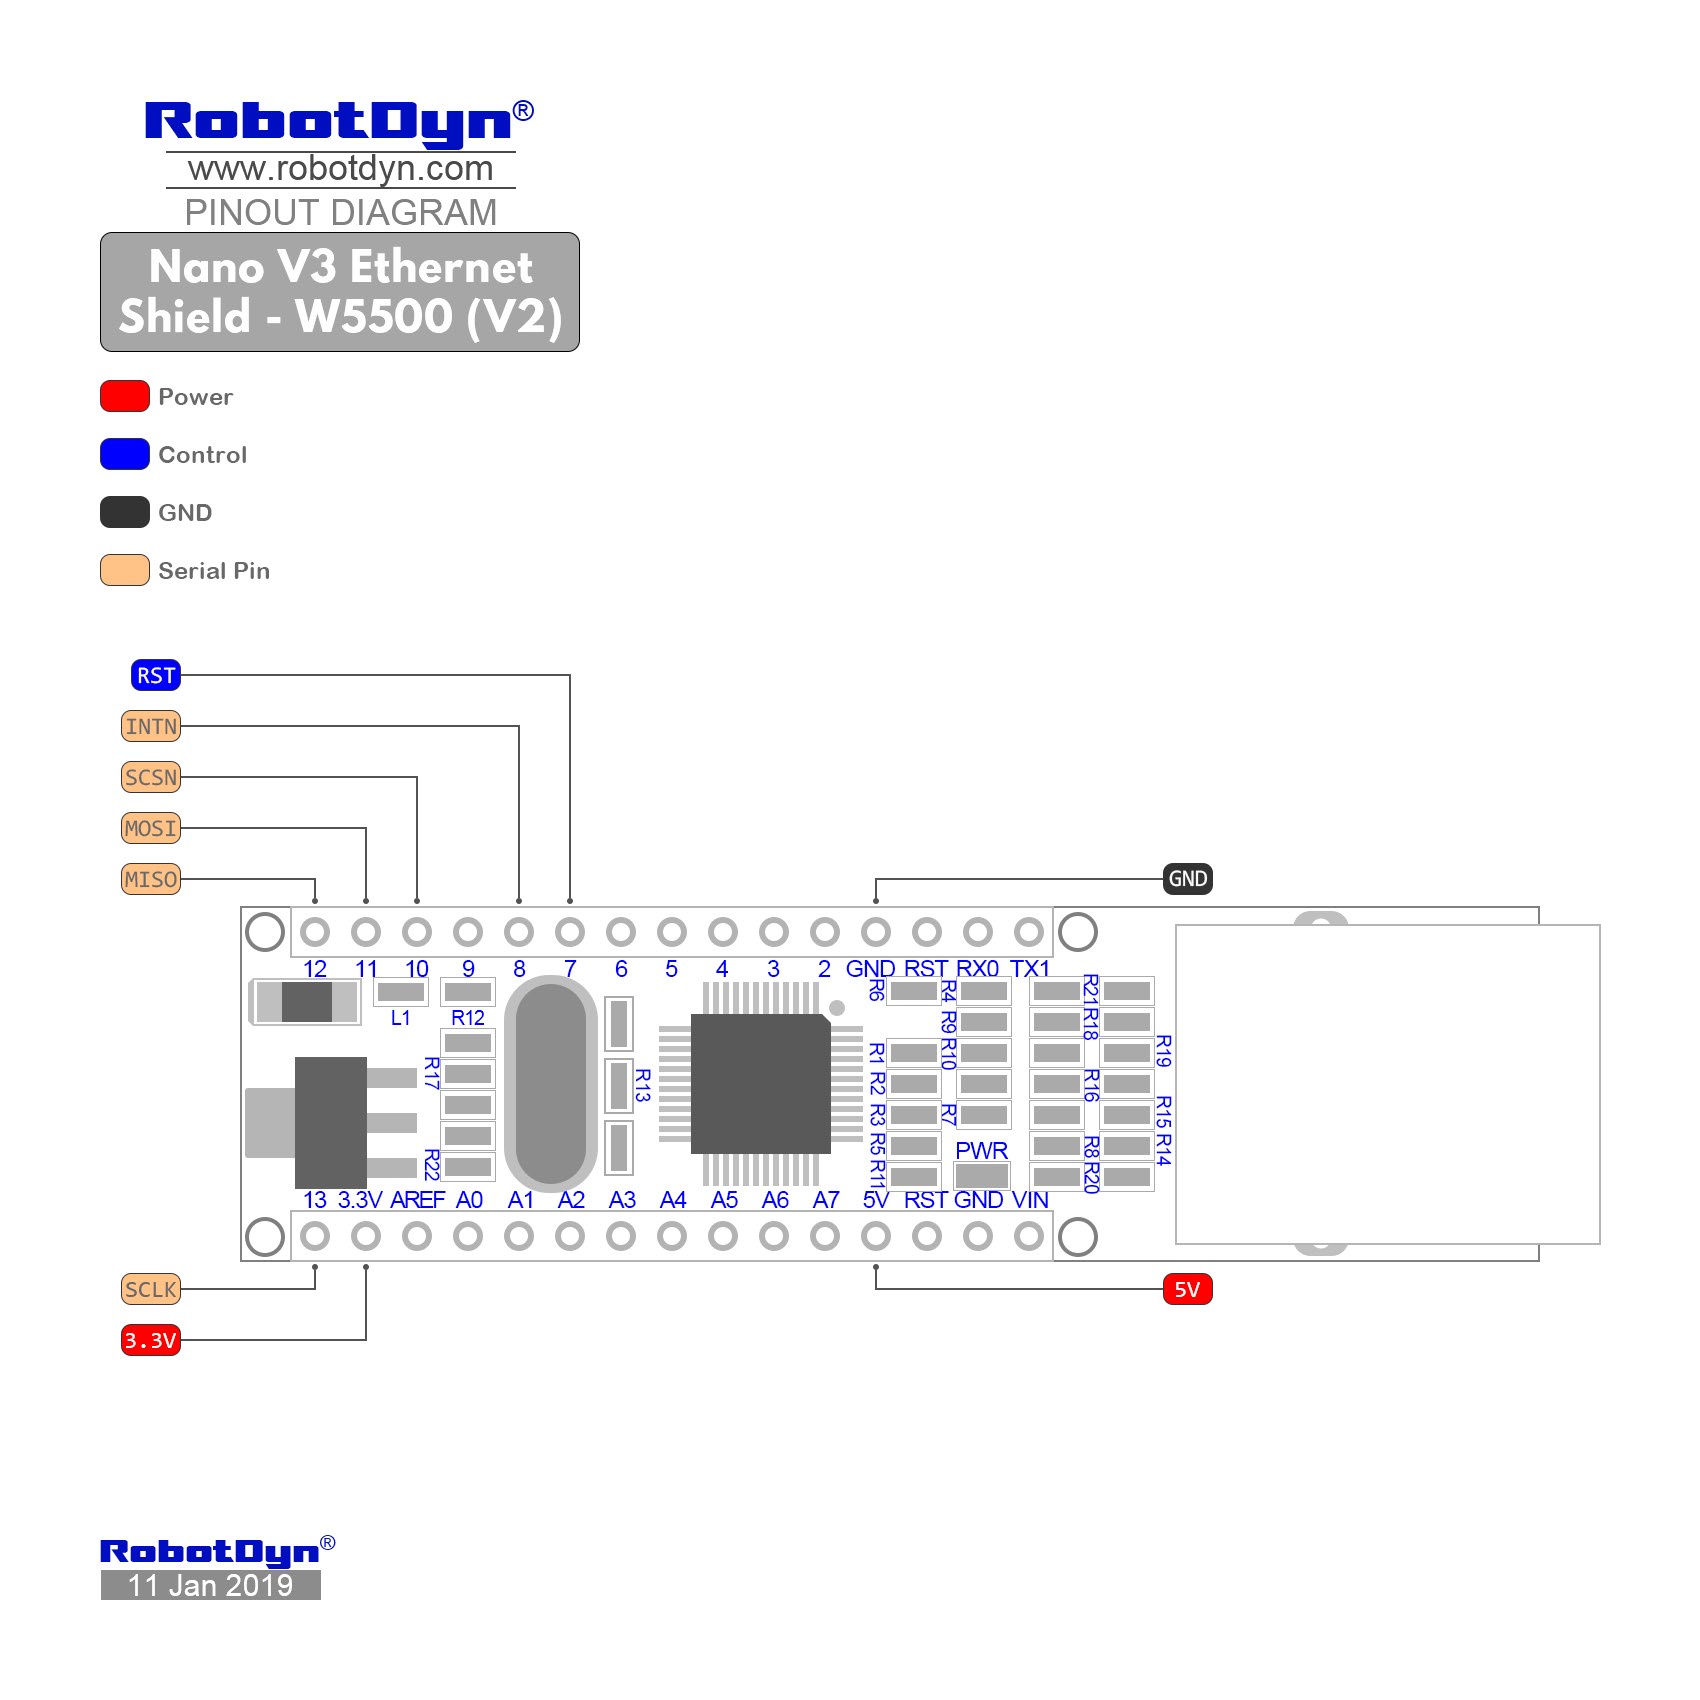 RobotDyn®
www.robotdyn.com
PINOUT DIAGRAM
Nano V3 Ethernet
Shield - W5500 (V2)
Power
Control
GND
Serial Pin
RST
INTN
SCSN
MOSI
MISO
GND
12 11 10 9 8 7 6 5 4 3 2 GND RST RX0 TX1
L1 R12
R17
R22
R13
R6
R1
R2
R3
R5
R11
R4
R9
R10
R7
PWR
R21
R18
R16
R8
R20
R19
R15
R14
13 3.3V AREF A0 A1 A2 A3 A4 A5 A6 A7 5V RST GND VIN
SCLK
5V
3.3V
RobotDyn®
11 Jan 2019